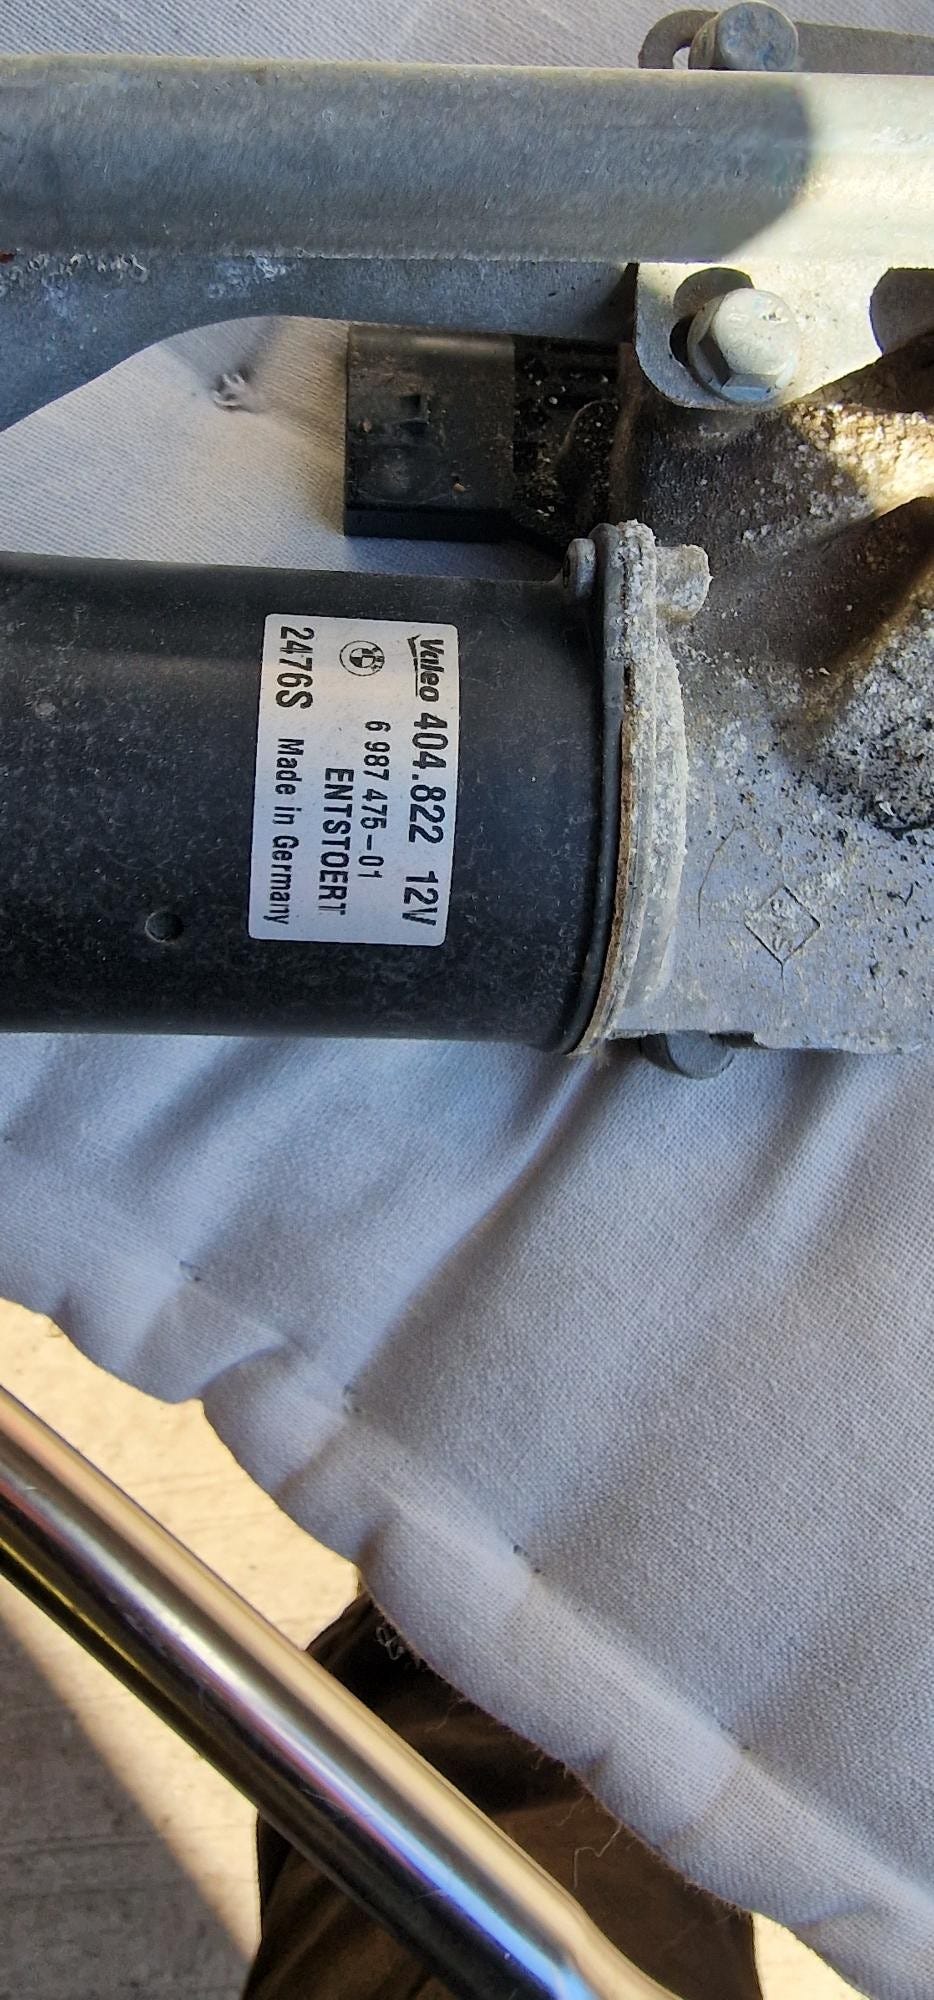 Valeo 404.822 12V
6 987 475-01
ENTSTOERT
2476S Made in Germany